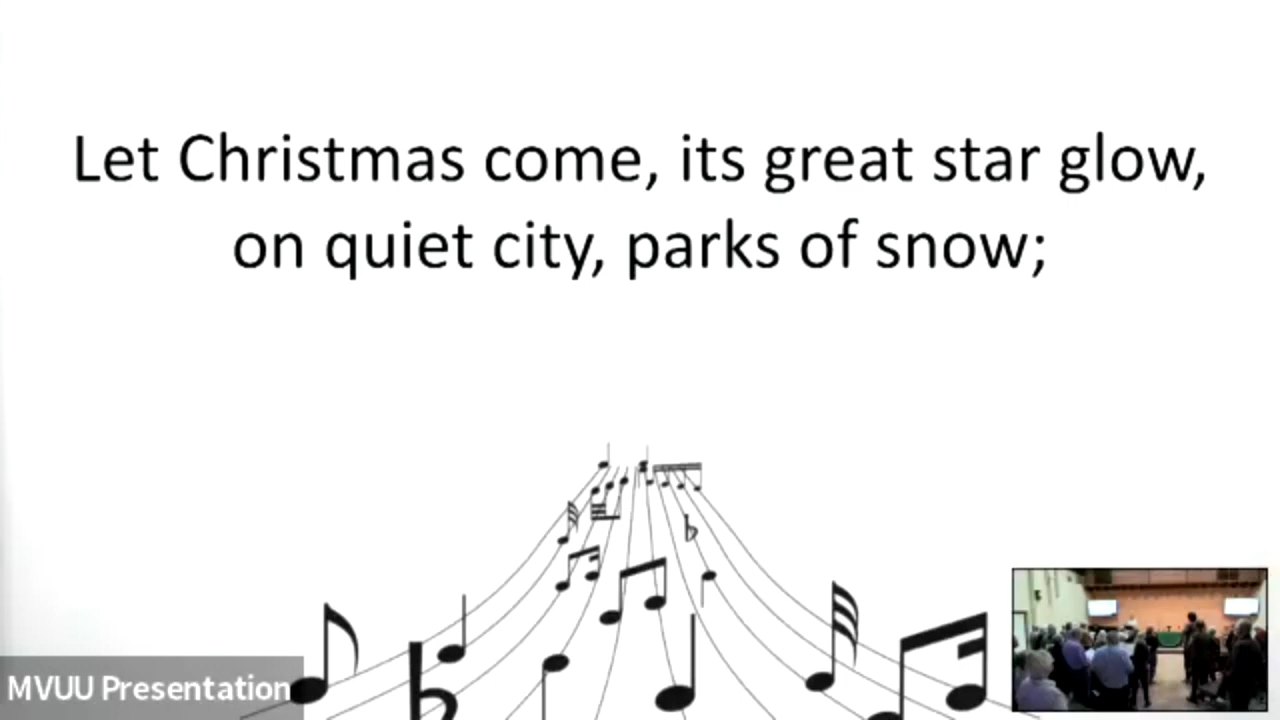 Let Christmas come, its great star glow,
on quiet city, parks of snow;
MVUU Presentation